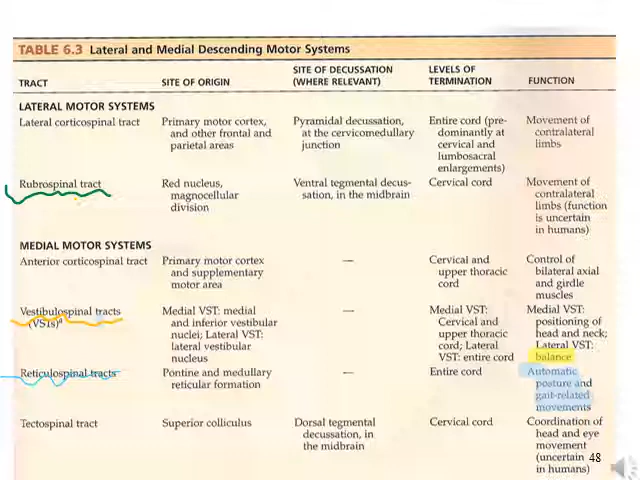 TABLE 6.3 Lateral and Medial Descending Motor Systems
TRACT
SITE OF ORIGIN
SITE OF DECUSSATION
(WHERE RELEVANT)
LEVELS OF
TERMINATION
FUNCTION
LATERAL MOTOR SYSTEMS
Lateral corticospinal tract
Primary motor cortex,
and other frontal and
parietal areas
Pyramidal decussation,
at the cervicomedullary
junction
Entire cord (pre-
dominantly at
cervical and
lumbosacral
enlargements)
Movement of
contralateral
limbs
Rubrospinal tract
Red nucleus,
magnocellular
division
Ventral tegmental decus-
sation, in the midbrain
Cervical cord
Movement of
contralateral
limbs (function
is uncertain
in humans)
MEDIAL MOTOR SYSTEMS
Anterior corticospinal tract
Primary motor cortex
and supplementary
motor area
—
Cervical and
upper thoracic
cord
Control of
bilateral axial
and girdle
muscles
Vestibulospinal tracts
(VSTs)ª
Medial VST: medial
and inferior vestibular
nuclei; Lateral VST:
lateral vestibular
nucleus
—
Medial VST:
Cervical and
upper thoracic
cord; Lateral
VST: entire cord
Medial VST:
positioning of
head and neck;
Lateral VST:
balance
Reticulospinal tracts
Pontine and medullary
reticular formation
—
Entire cord
Automatic
posture and
gait-related
movements
Tectospinal tract
Superior colliculus
Dorsal tegmental
decussation, in
the midbrain
Cervical cord
Coordination of
head and eye
movement
(uncertain
in humans)
48